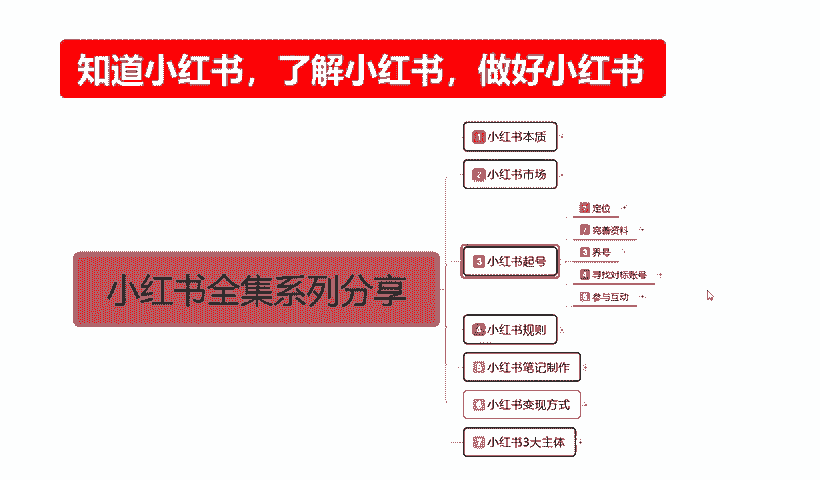 知道小红书，了解小红书，做好小红书
小红书全集系列分享
1 小红书本质
2 小红书市场
3 小红书起号
1 定位
2 完善资料
3 养号
4 寻找对标账号
5 参与互动
4 小红书规则
5 小红书笔记制作
6 小红书变现方式
7 小红书3大主体